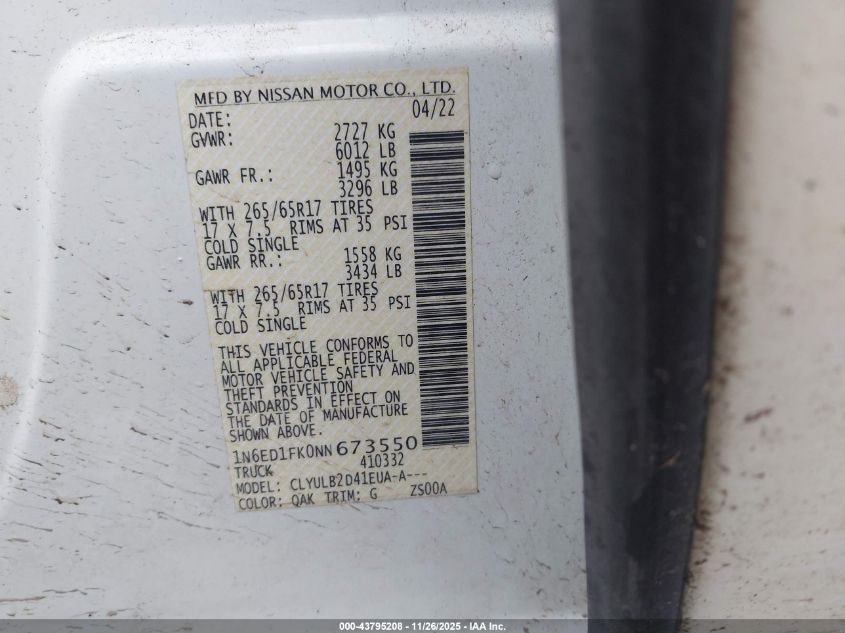 MFD BY NISSAN MOTOR CO., LTD.
DATE: 04/22
GVWR: 2727 KG
6012 LB
GAWR FR.: 1495 KG
3296 LB
WITH 265/65R17 TIRES
17 X 7.5 RIMS AT 35 PSI
COLD SINGLE
GAWR RR.: 1558 KG
3434 LB
WITH 265/65R17 TIRES
17 X 7.5 RIMS AT 35 PSI
COLD SINGLE
THIS VEHICLE CONFORMS TO
ALL APPLICABLE FEDERAL
MOTOR VEHICLE SAFETY AND
THEFT PREVENTION
STANDARDS IN EFFECT ON
THE DATE OF MANUFACTURE
SHOWN ABOVE.
1N6ED1FK0NN673550
TRUCK 410332
MODEL: CLYULB2D41EUA-A---
COLOR: QAK TRIM: G ZS00A
000-43795208 - 11/26/2025 - IAA Inc.